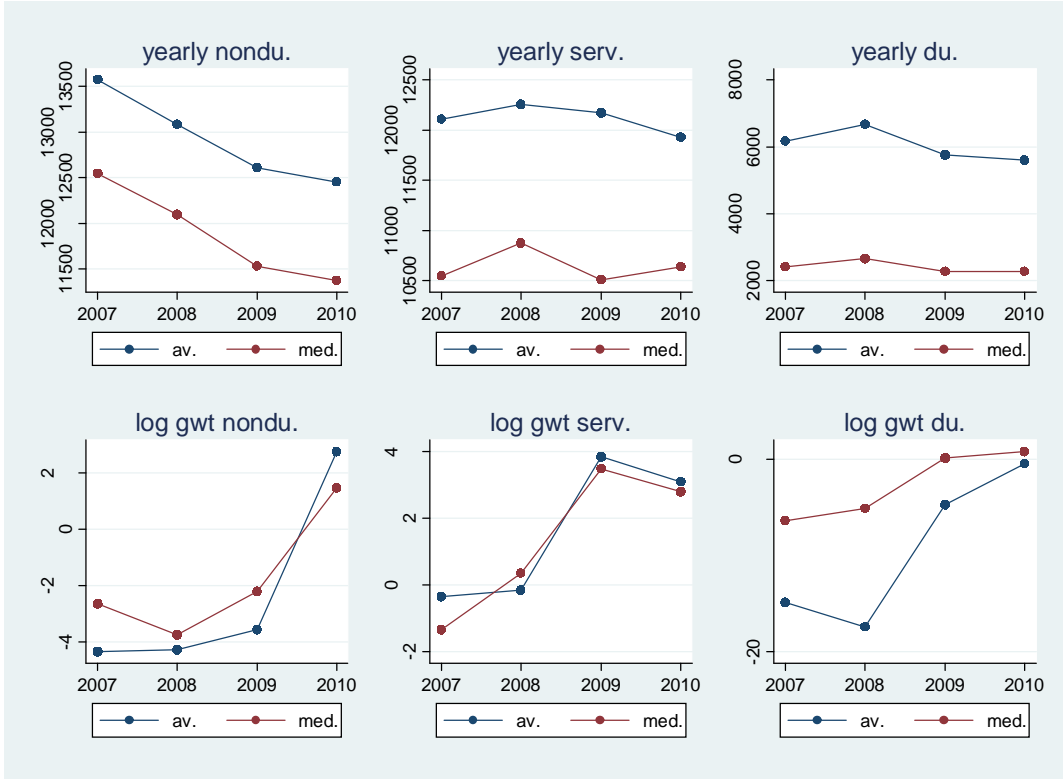 yearly nondu.
13500
13000
12500
12000
11500
2007 2008 2009 2010
av. med.
yearly serv.
12500
12000
11500
11000
10500
2007 2008 2009 2010
av. med.
yearly du.
8000
6000
4000
2000
2007 2008 2009 2010
av. med.
log gwt nondu.
2
0
-2
-4
2007 2008 2009 2010
av. med.
log gwt serv.
4
2
0
-2
2007 2008 2009 2010
av. med.
log gwt du.
0
-20
2007 2008 2009 2010
av. med.